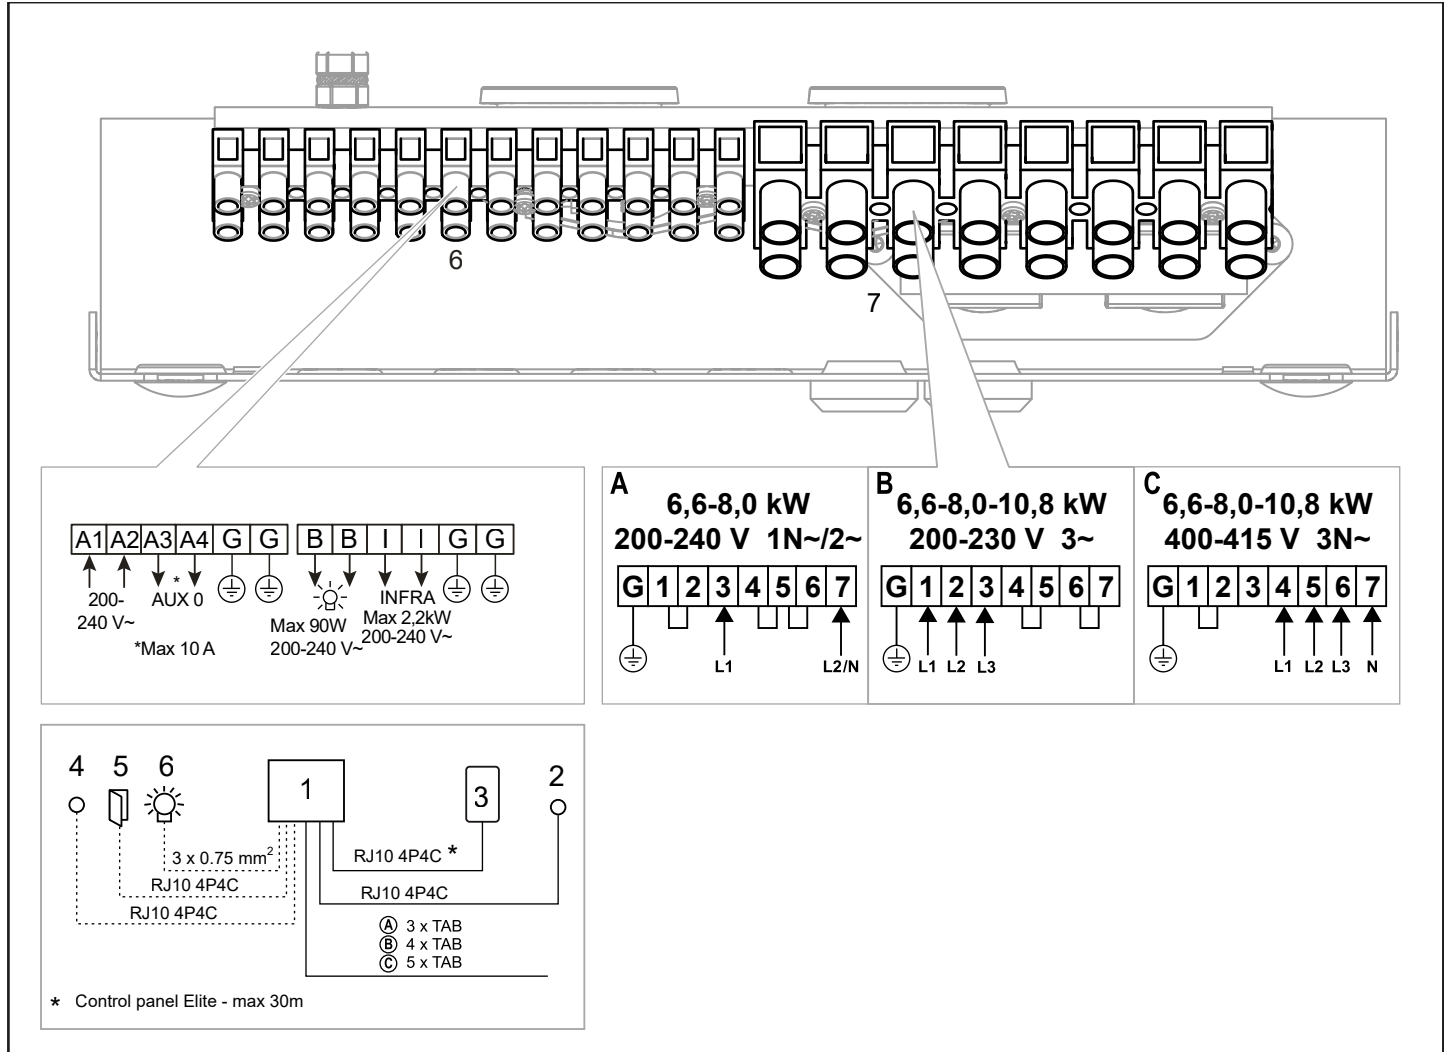 6
7
A1 A2 A3 A4 G G B B I I G G
200-
240 V~
*
AUX 0
*Max 10 A
Max 90W
200-240 V~
INFRA
Max 2,2kW
200-240 V~
A
6,6-8,0 kW
200-240 V 1N~/2~
G 1 2 3 4 5 6 7
L1 L2/N
B
6,6-8,0-10,8 kW
200-230 V 3~
G 1 2 3 4 5 6 7
L1 L2 L3
C
6,6-8,0-10,8 kW
400-415 V 3N~
G 1 2 3 4 5 6 7
L1 L2 L3 N
4 5 6 1 3 2
3 x 0.75 mm²
RJ10 4P4C *
RJ10 4P4C
RJ10 4P4C
RJ10 4P4C
A 3 x TAB
B 4 x TAB
C 5 x TAB
* Control panel Elite - max 30m